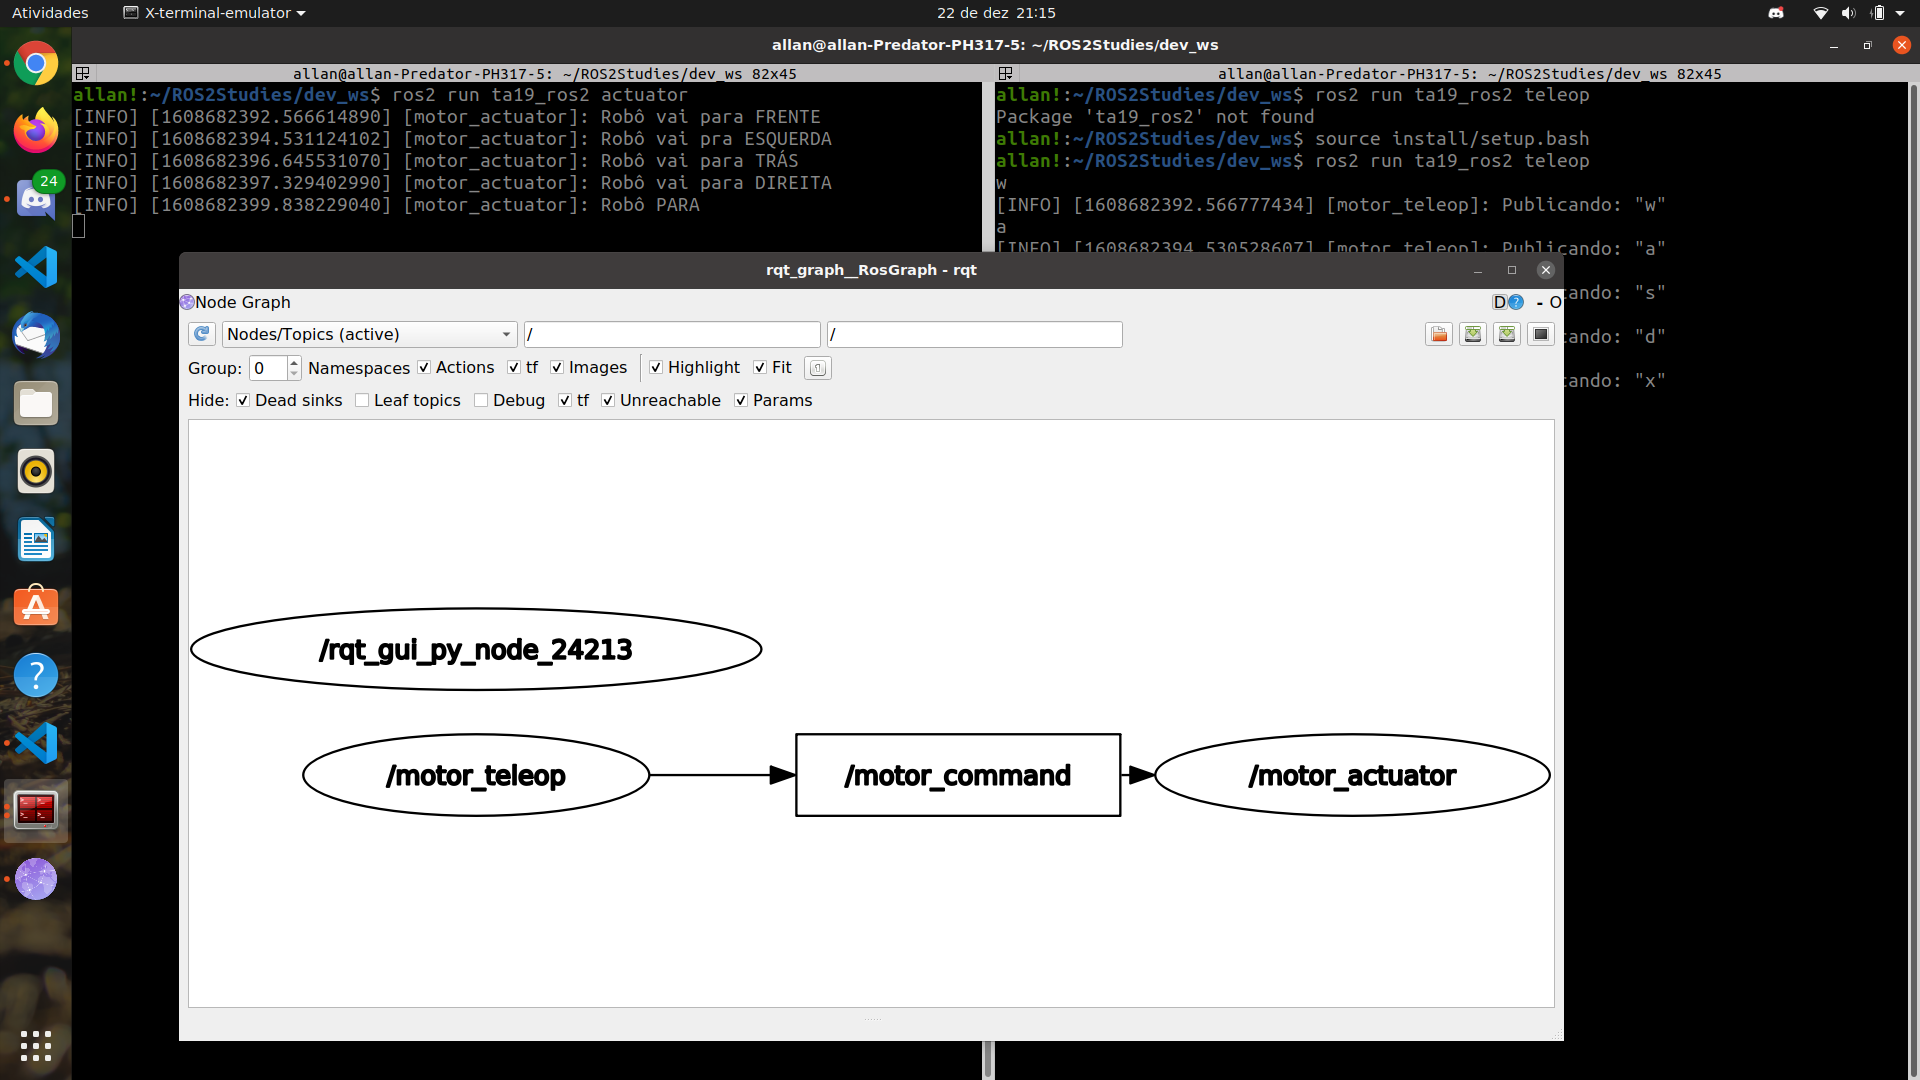 Atividades
X-terminal-emulator
22 de dez 21:15
allan@allan-Predator-PH317-5: ~/ROS2Studies/dev_ws
allan@allan-Predator-PH317-5: ~/ROS2Studies/dev_ws 82x45
allan!:~/ROS2Studies/dev_ws$ ros2 run ta19_ros2 actuator
[INFO] [1608682392.566614890] [motor_actuator]: Robô vai para FRENTE
[INFO] [1608682394.531124102] [motor_actuator]: Robô vai pra ESQUERDA
[INFO] [1608682396.645531070] [motor_actuator]: Robô vai para TRÁS
[INFO] [1608682397.329402990] [motor_actuator]: Robô vai para DIREITA
[INFO] [1608682399.838229040] [motor_actuator]: Robô PARA
allan@allan-Predator-PH317-5: ~/ROS2Studies/dev_ws 82x45
allan!:~/ROS2Studies/dev_ws$ ros2 run ta19_ros2 teleop
Package 'ta19_ros2' not found
allan!:~/ROS2Studies/dev_ws$ source install/setup.bash
allan!:~/ROS2Studies/dev_ws$ ros2 run ta19_ros2 teleop
w
[INFO] [1608682392.566777434] [motor_teleop]: Publicando: "w"
a
[INFO] [1608682394.530528607] [motor_teleop]: Publicando: "a"
cando: "s"
cando: "d"
cando: "x"
24
rqt_graph__RosGraph - rqt
Node Graph
D ? - O
Nodes/Topics (active) / /
Group: 0 Namespaces Actions tf Images Highlight Fit
Hide: Dead sinks Leaf topics Debug tf Unreachable Params
/rqt_gui_py_node_24213
/motor_teleop
/motor_command
/motor_actuator